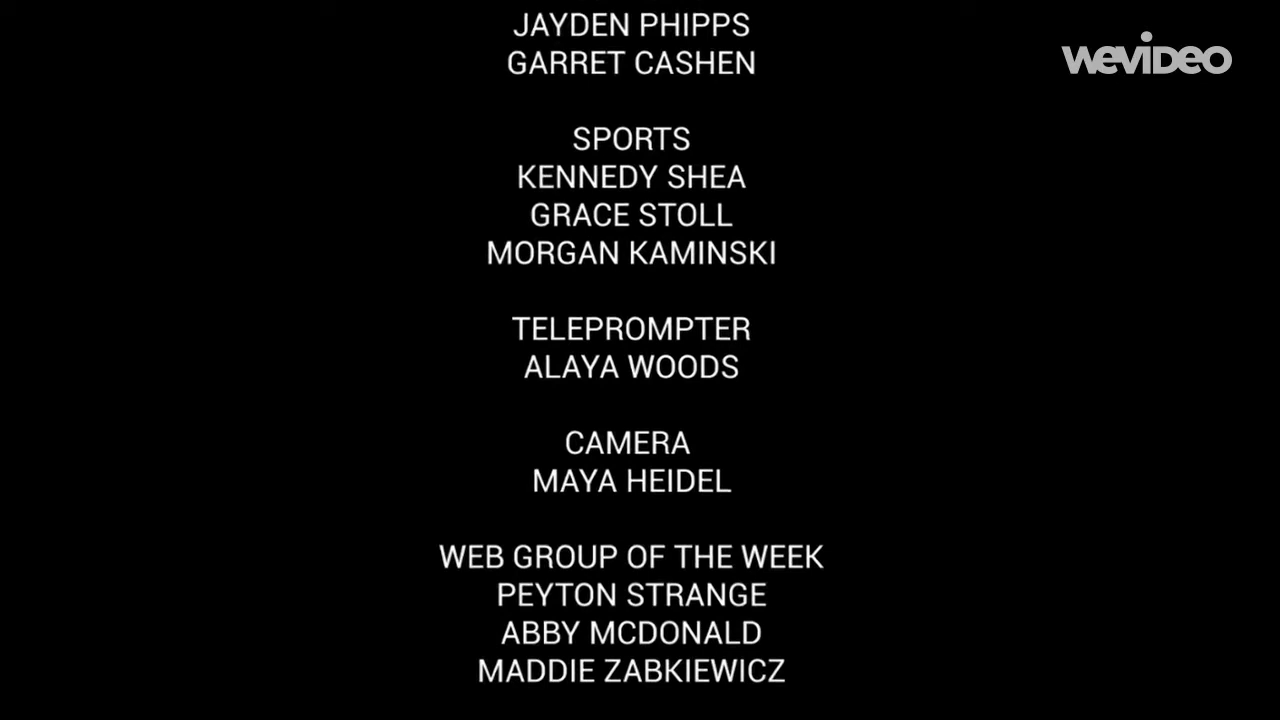 JAYDEN PHIPPS
GARRET CASHEN
wevideo
SPORTS
KENNEDY SHEA
GRACE STOLL
MORGAN KAMINSKI
TELEPROMPTER
ALAYA WOODS
CAMERA
MAYA HEIDEL
WEB GROUP OF THE WEEK
PEYTON STRANGE
ABBY MCDONALD
MADDIE ZABKIEWICZ